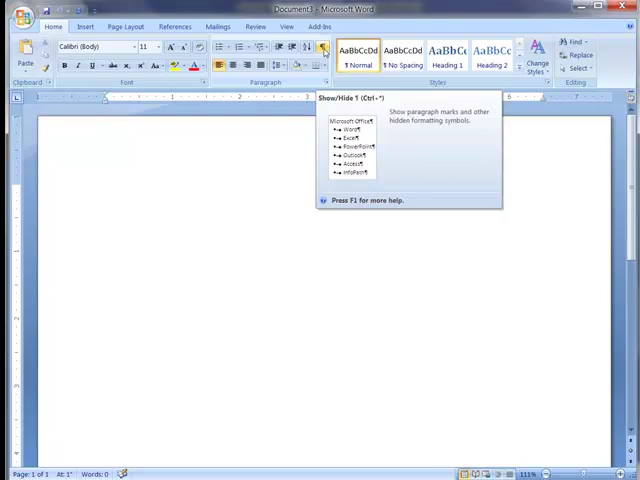 Document3 - Microsoft Word
Home Insert Page Layout References Mailings Review View Add-Ins
Paste
Calibri (Body) 11
B I U
AaBbCcDd AaBbCcDd AaBbC AaBbCc
¶ Normal ¶ No Spacing Heading 1 Heading 2
Change
Styles
Find
Replace
Select
Clipboard Font Paragraph Styles Editing
Show/Hide ¶ (Ctrl+*)
Show paragraph marks and other
hidden formatting symbols.
Microsoft Office¶
Word¶
Excel¶
PowerPoint¶
Outlook¶
Access¶
InfoPath¶
Press F1 for more help.
Page: 1 of 1 At: 1" Words: 0 111%